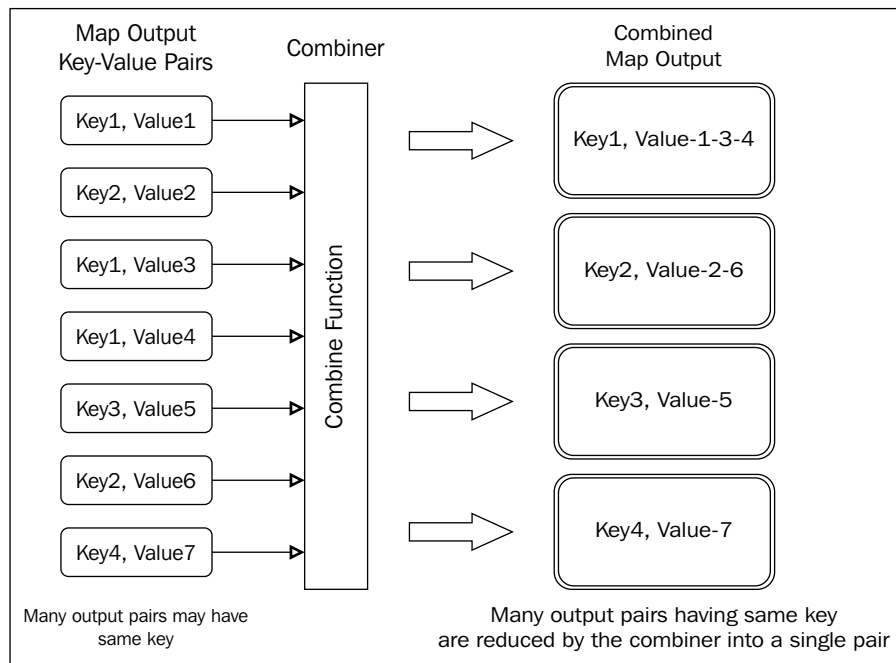 Map Output
Key-Value Pairs
Combiner
Combined
Map Output
Key1, Value1
Key2, Value2
Key1, Value3
Key1, Value4
Key3, Value5
Key2, Value6
Key4, Value7
Combine Function
Key1, Value-1-3-4
Key2, Value-2-6
Key3, Value-5
Key4, Value-7
Many output pairs may have
same key
Many output pairs having same key
are reduced by the combiner into a single pair